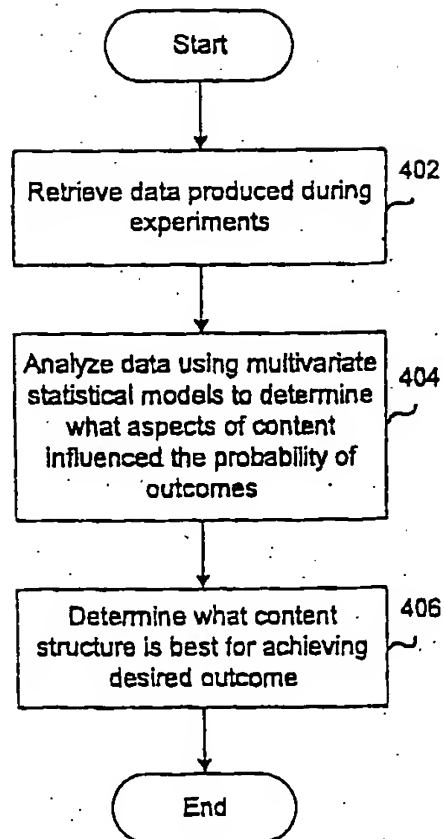 Start
402
Retrieve data produced during
experiments
Analyze data using multivariate
statistical models to determine
what aspects of content
influenced the probability of
outcomes
404
Determine what content
structure is best for achieving
desired outcome
406
End